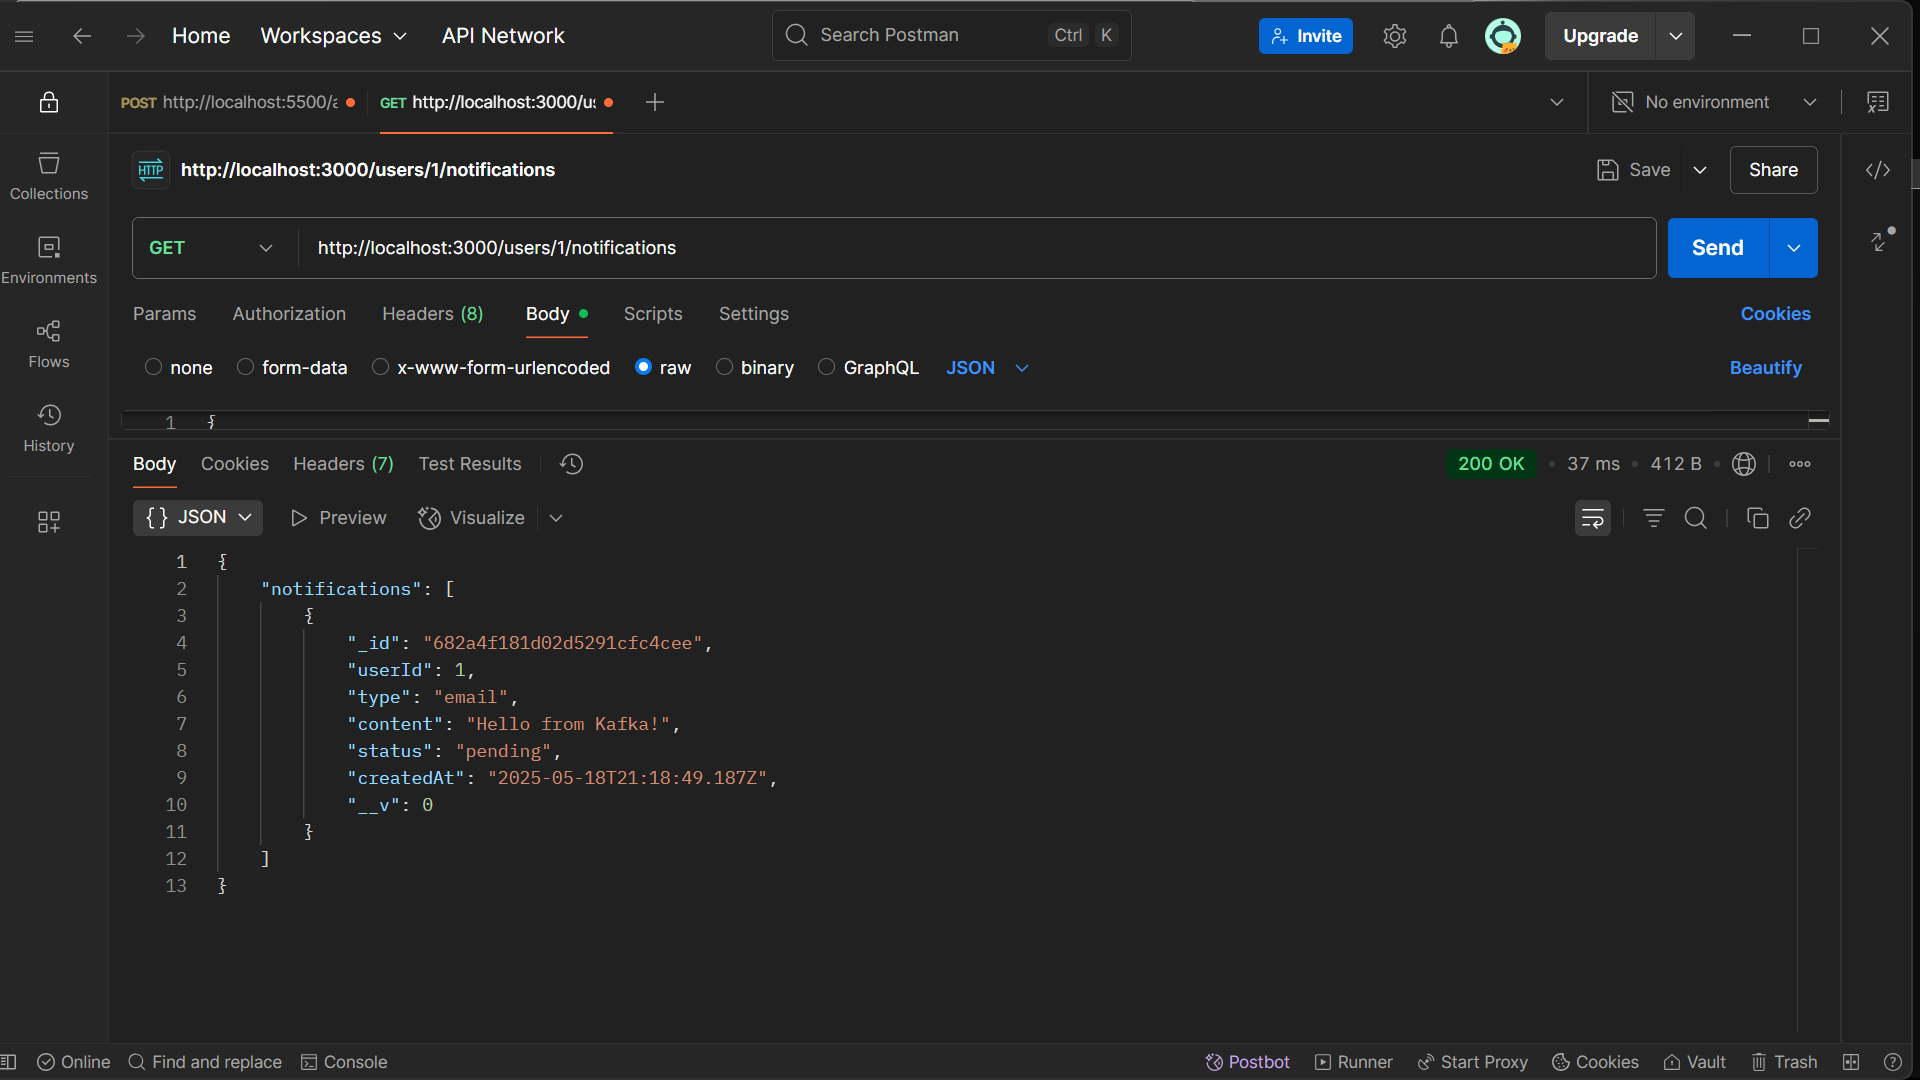 Home Workspaces API Network Search Postman Ctrl K Invite Upgrade
POST http://localhost:5500/a GET http://localhost:3000/us No environment
HTTP http://localhost:3000/users/1/notifications Save Share
Collections
GET http://localhost:3000/users/1/notifications Send
Environments
Params Authorization Headers (8) Body Scripts Settings Cookies
Flows
none form-data x-www-form-urlencoded raw binary GraphQL JSON Beautify
1 {
History
Body Cookies Headers (7) Test Results 200 OK 37 ms 412 B
{} JSON Preview Visualize
1 {
2 "notifications": [
3 {
4 "_id": "682a4f181d02d5291cfc4cee",
5 "userId": 1,
6 "type": "email",
7 "content": "Hello from Kafka!",
8 "status": "pending",
9 "createdAt": "2025-05-18T21:18:49.187Z",
10 "__v": 0
11 }
12 ]
13 }
Online Find and replace Console Postbot Runner Start Proxy Cookies Vault Trash